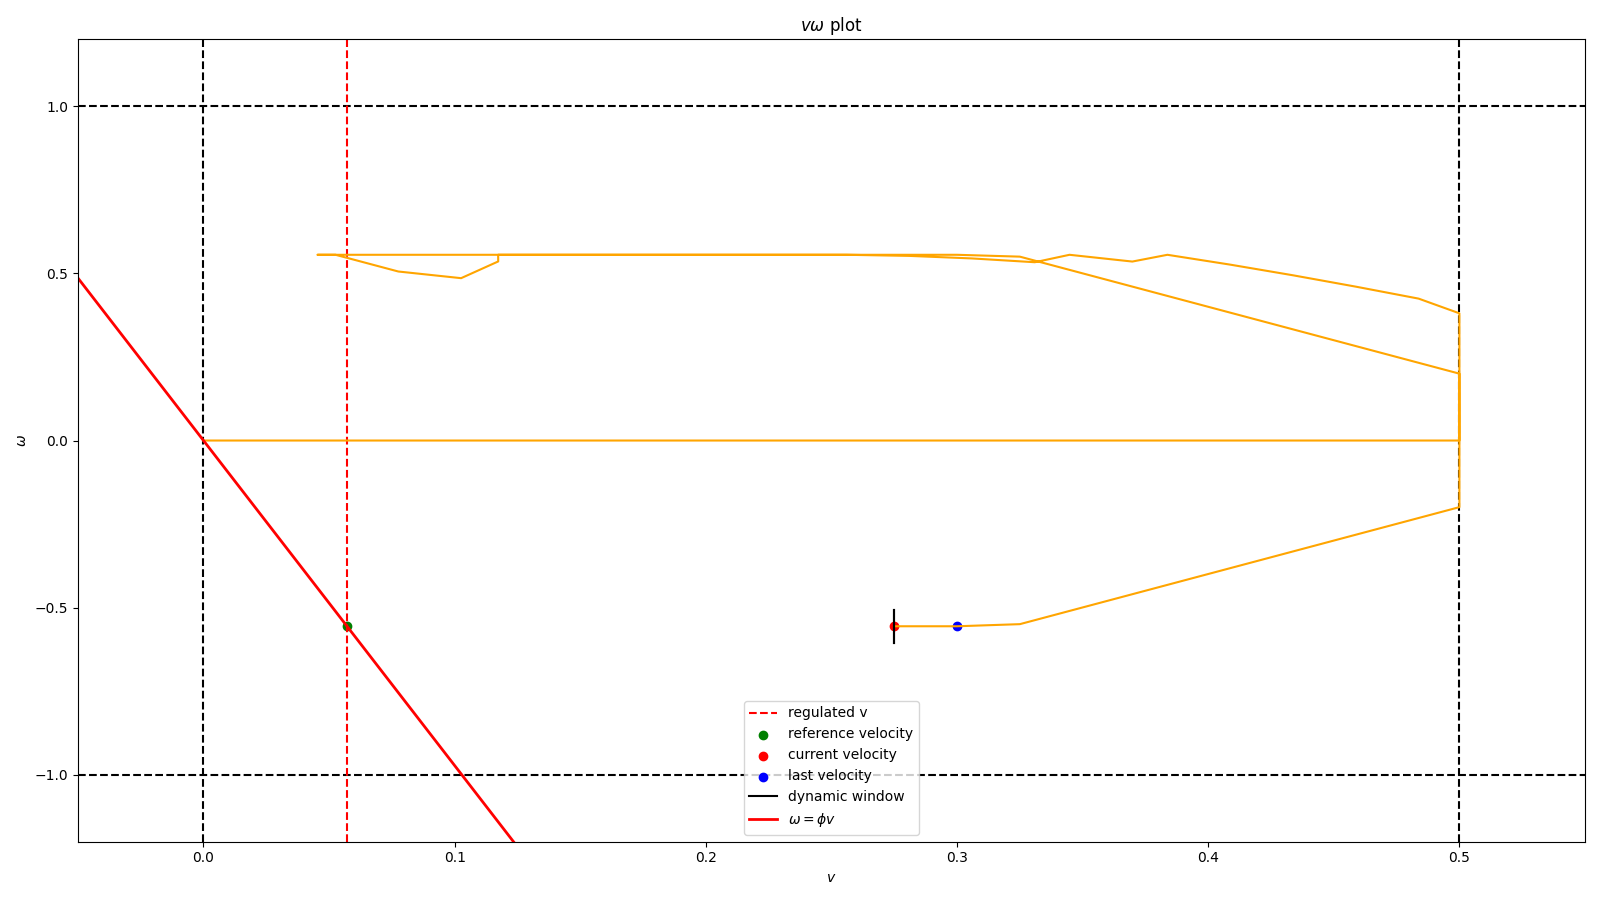 vω plot
1.0
0.5
0.0
−0.5
−1.0
ω
regulated v
reference velocity
current velocity
last velocity
dynamic window
ω = ϕv
0.0 0.1 0.2 0.3 0.4 0.5
v